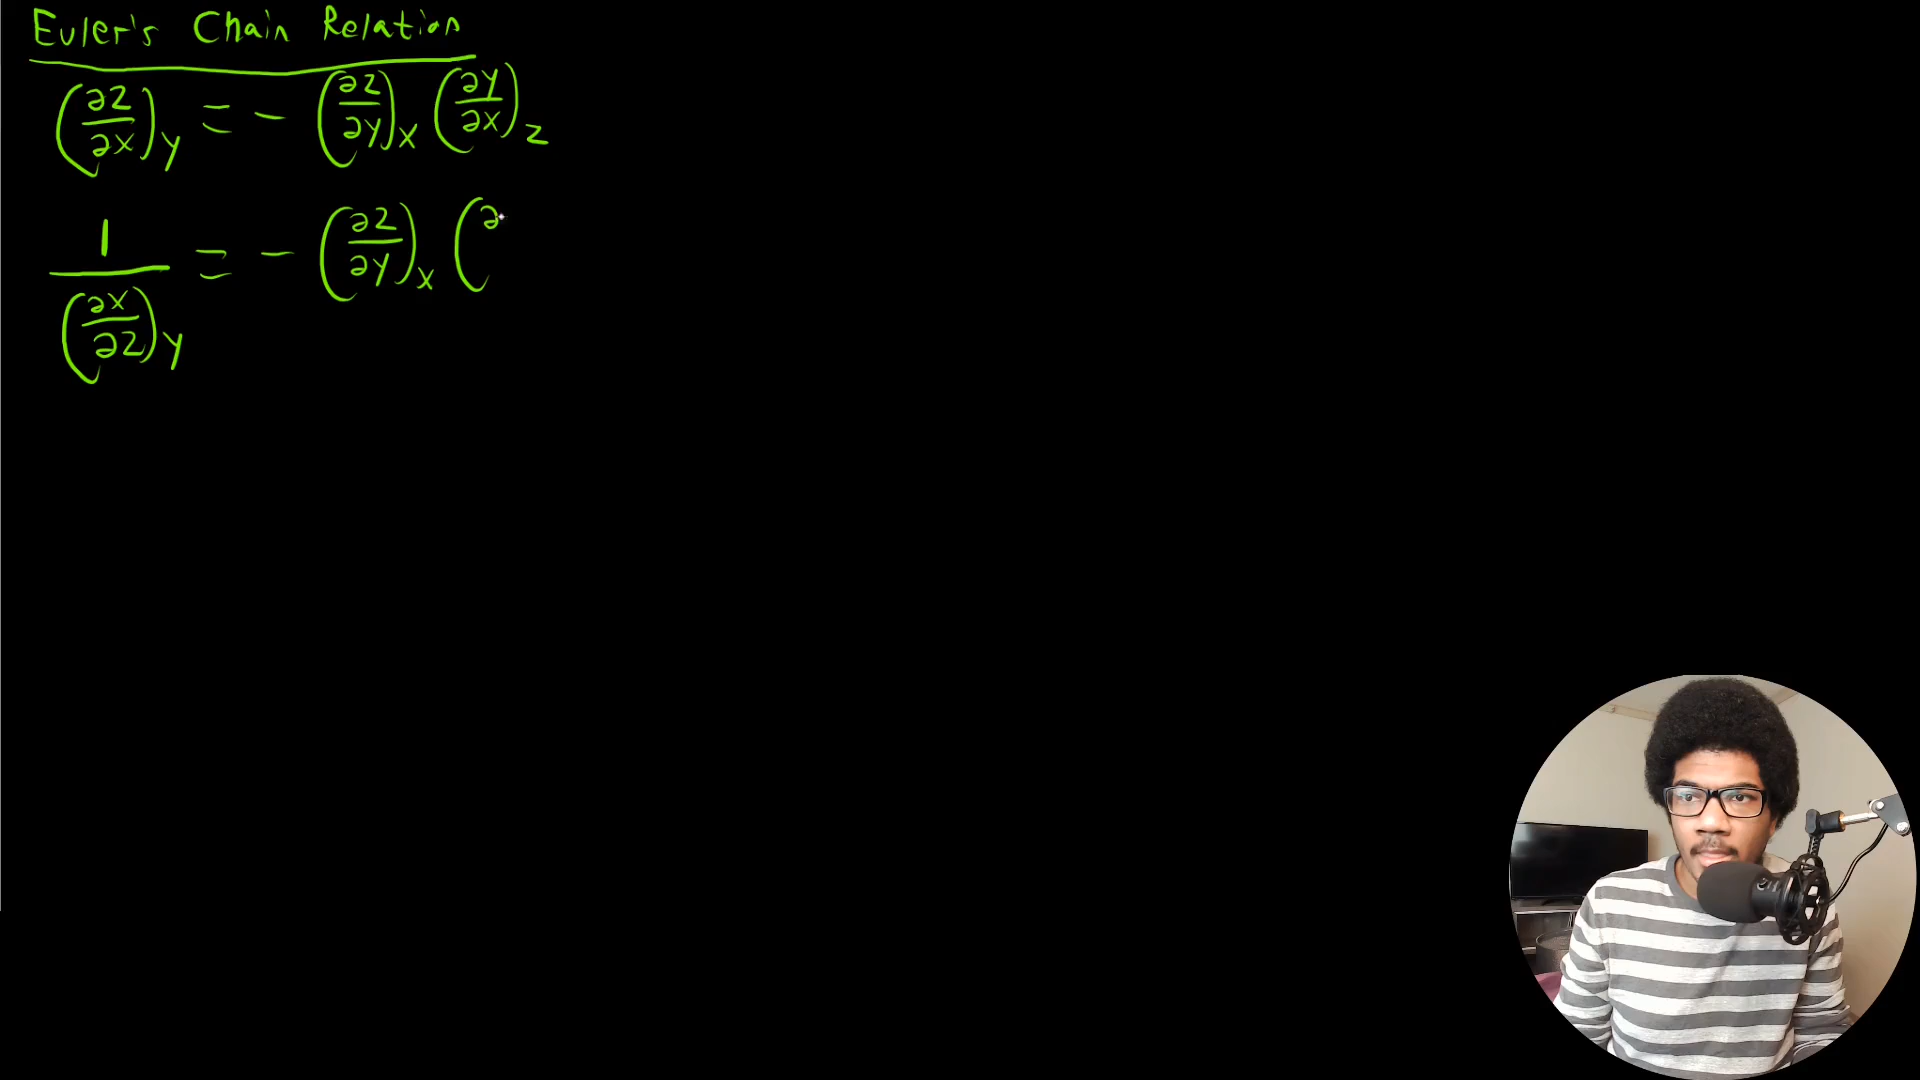 Euler's Chain Relation
(∂z/∂x)_y = - (∂z/∂y)_x (∂y/∂x)_z
1/(∂x/∂z)_y = - (∂z/∂y)_x (∂